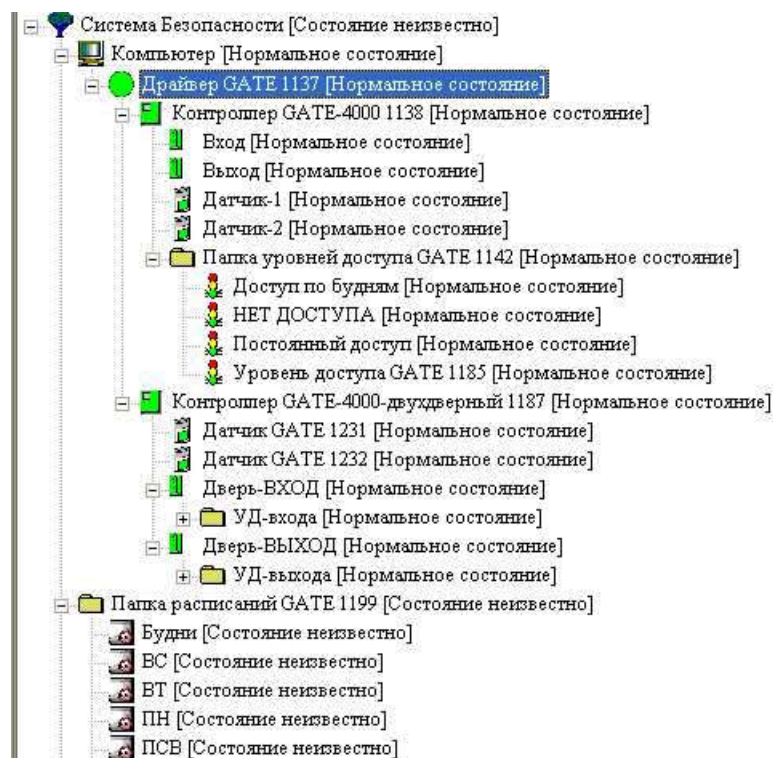 Система Безопасности [Состояние неизвестно]
Компьютер [Нормальное состояние]
Драйвер GATE 1137 [Нормальное состояние]
Контроллер GATE-4000 1138 [Нормальное состояние]
Вход [Нормальное состояние]
Выход [Нормальное состояние]
Датчик-1 [Нормальное состояние]
Датчик-2 [Нормальное состояние]
Папка уровней доступа GATE 1142 [Нормальное состояние]
Доступ по будням [Нормальное состояние]
НЕТ ДОСТУПА [Нормальное состояние]
Постоянный доступ [Нормальное состояние]
Уровень доступа GATE 1185 [Нормальное состояние]
Контроллер GATE-4000-двухдверный 1187 [Нормальное состояние]
Датчик GATE 1231 [Нормальное состояние]
Датчик GATE 1232 [Нормальное состояние]
Дверь-ВХОД [Нормальное состояние]
УД-входа [Нормальное состояние]
Дверь-ВЫХОД [Нормальное состояние]
УД-выхода [Нормальное состояние]
Папка расписаний GATE 1199 [Состояние неизвестно]
Будни [Состояние неизвестно]
ВС [Состояние неизвестно]
ВТ [Состояние неизвестно]
ПН [Состояние неизвестно]
ПСВ [Состояние неизвестно]